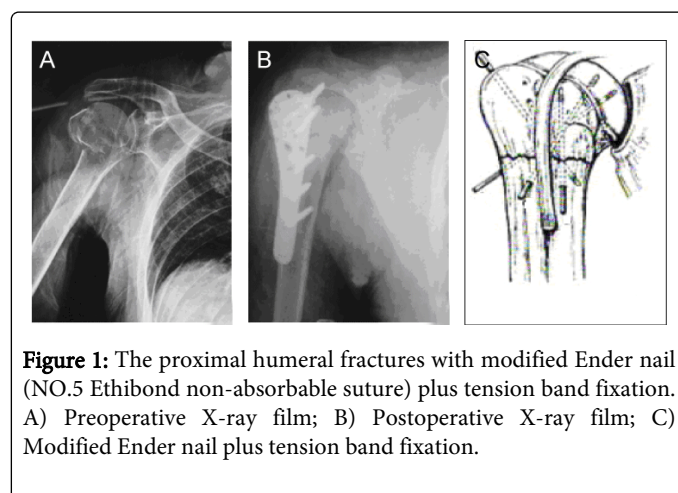 A
B
C
Figure 1: The proximal humeral fractures with modified Ender nail
(NO.5 Ethibond non-absorbable suture) plus tension band fixation.
A) Preoperative X-ray film; B) Postoperative X-ray film; C)
Modified Ender nail plus tension band fixation.